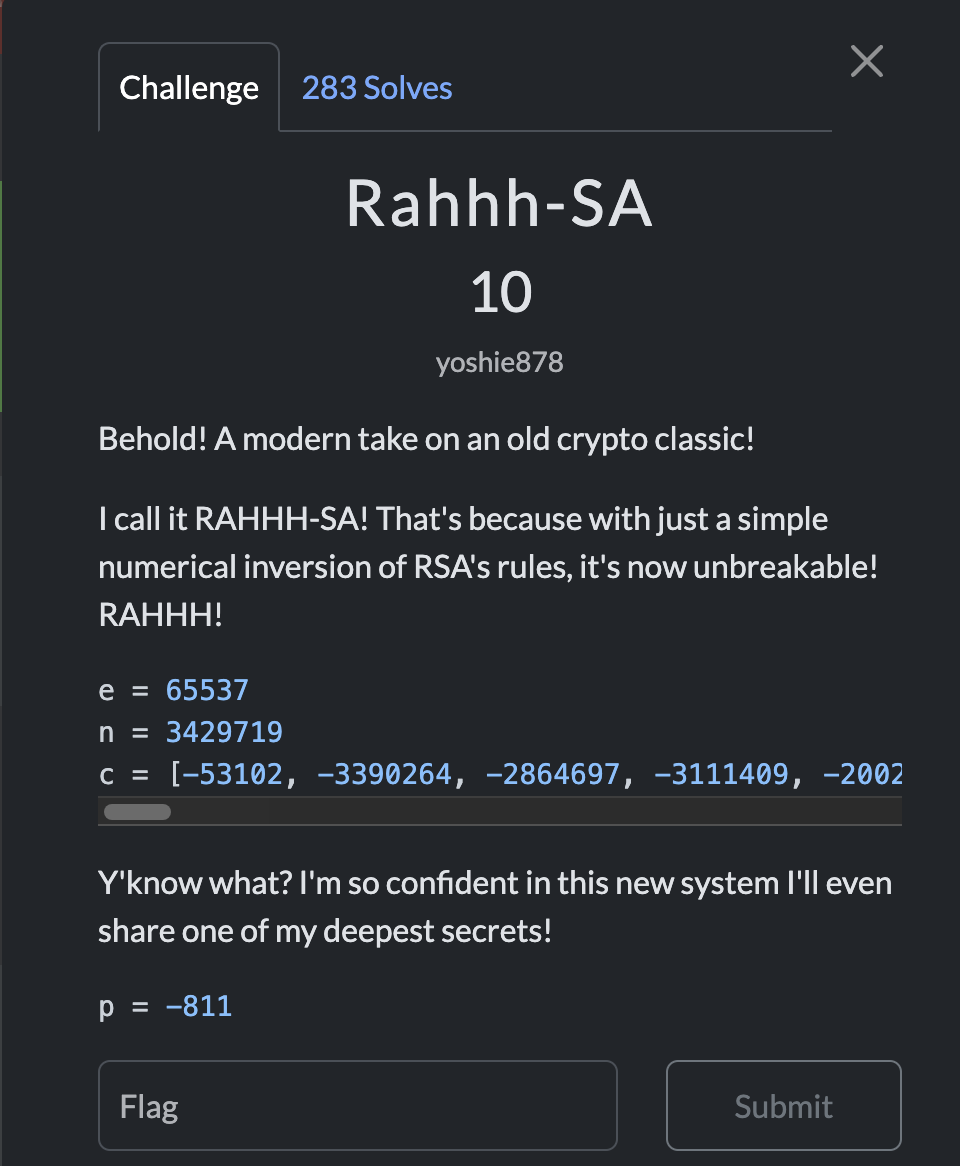 Challenge
283 Solves
Rahhh-SA
10
yoshie878
Behold! A modern take on an old crypto classic!
I call it RAHHH-SA! That's because with just a simple
numerical inversion of RSA's rules, it's now unbreakable!
RAHHH!
e = 65537
n = 3429719
c = [-53102, -3390264, -2864697, -3111409, -2002
Y'know what? I'm so confident in this new system I'll even
share one of my deepest secrets!
p = -811
Flag
Submit